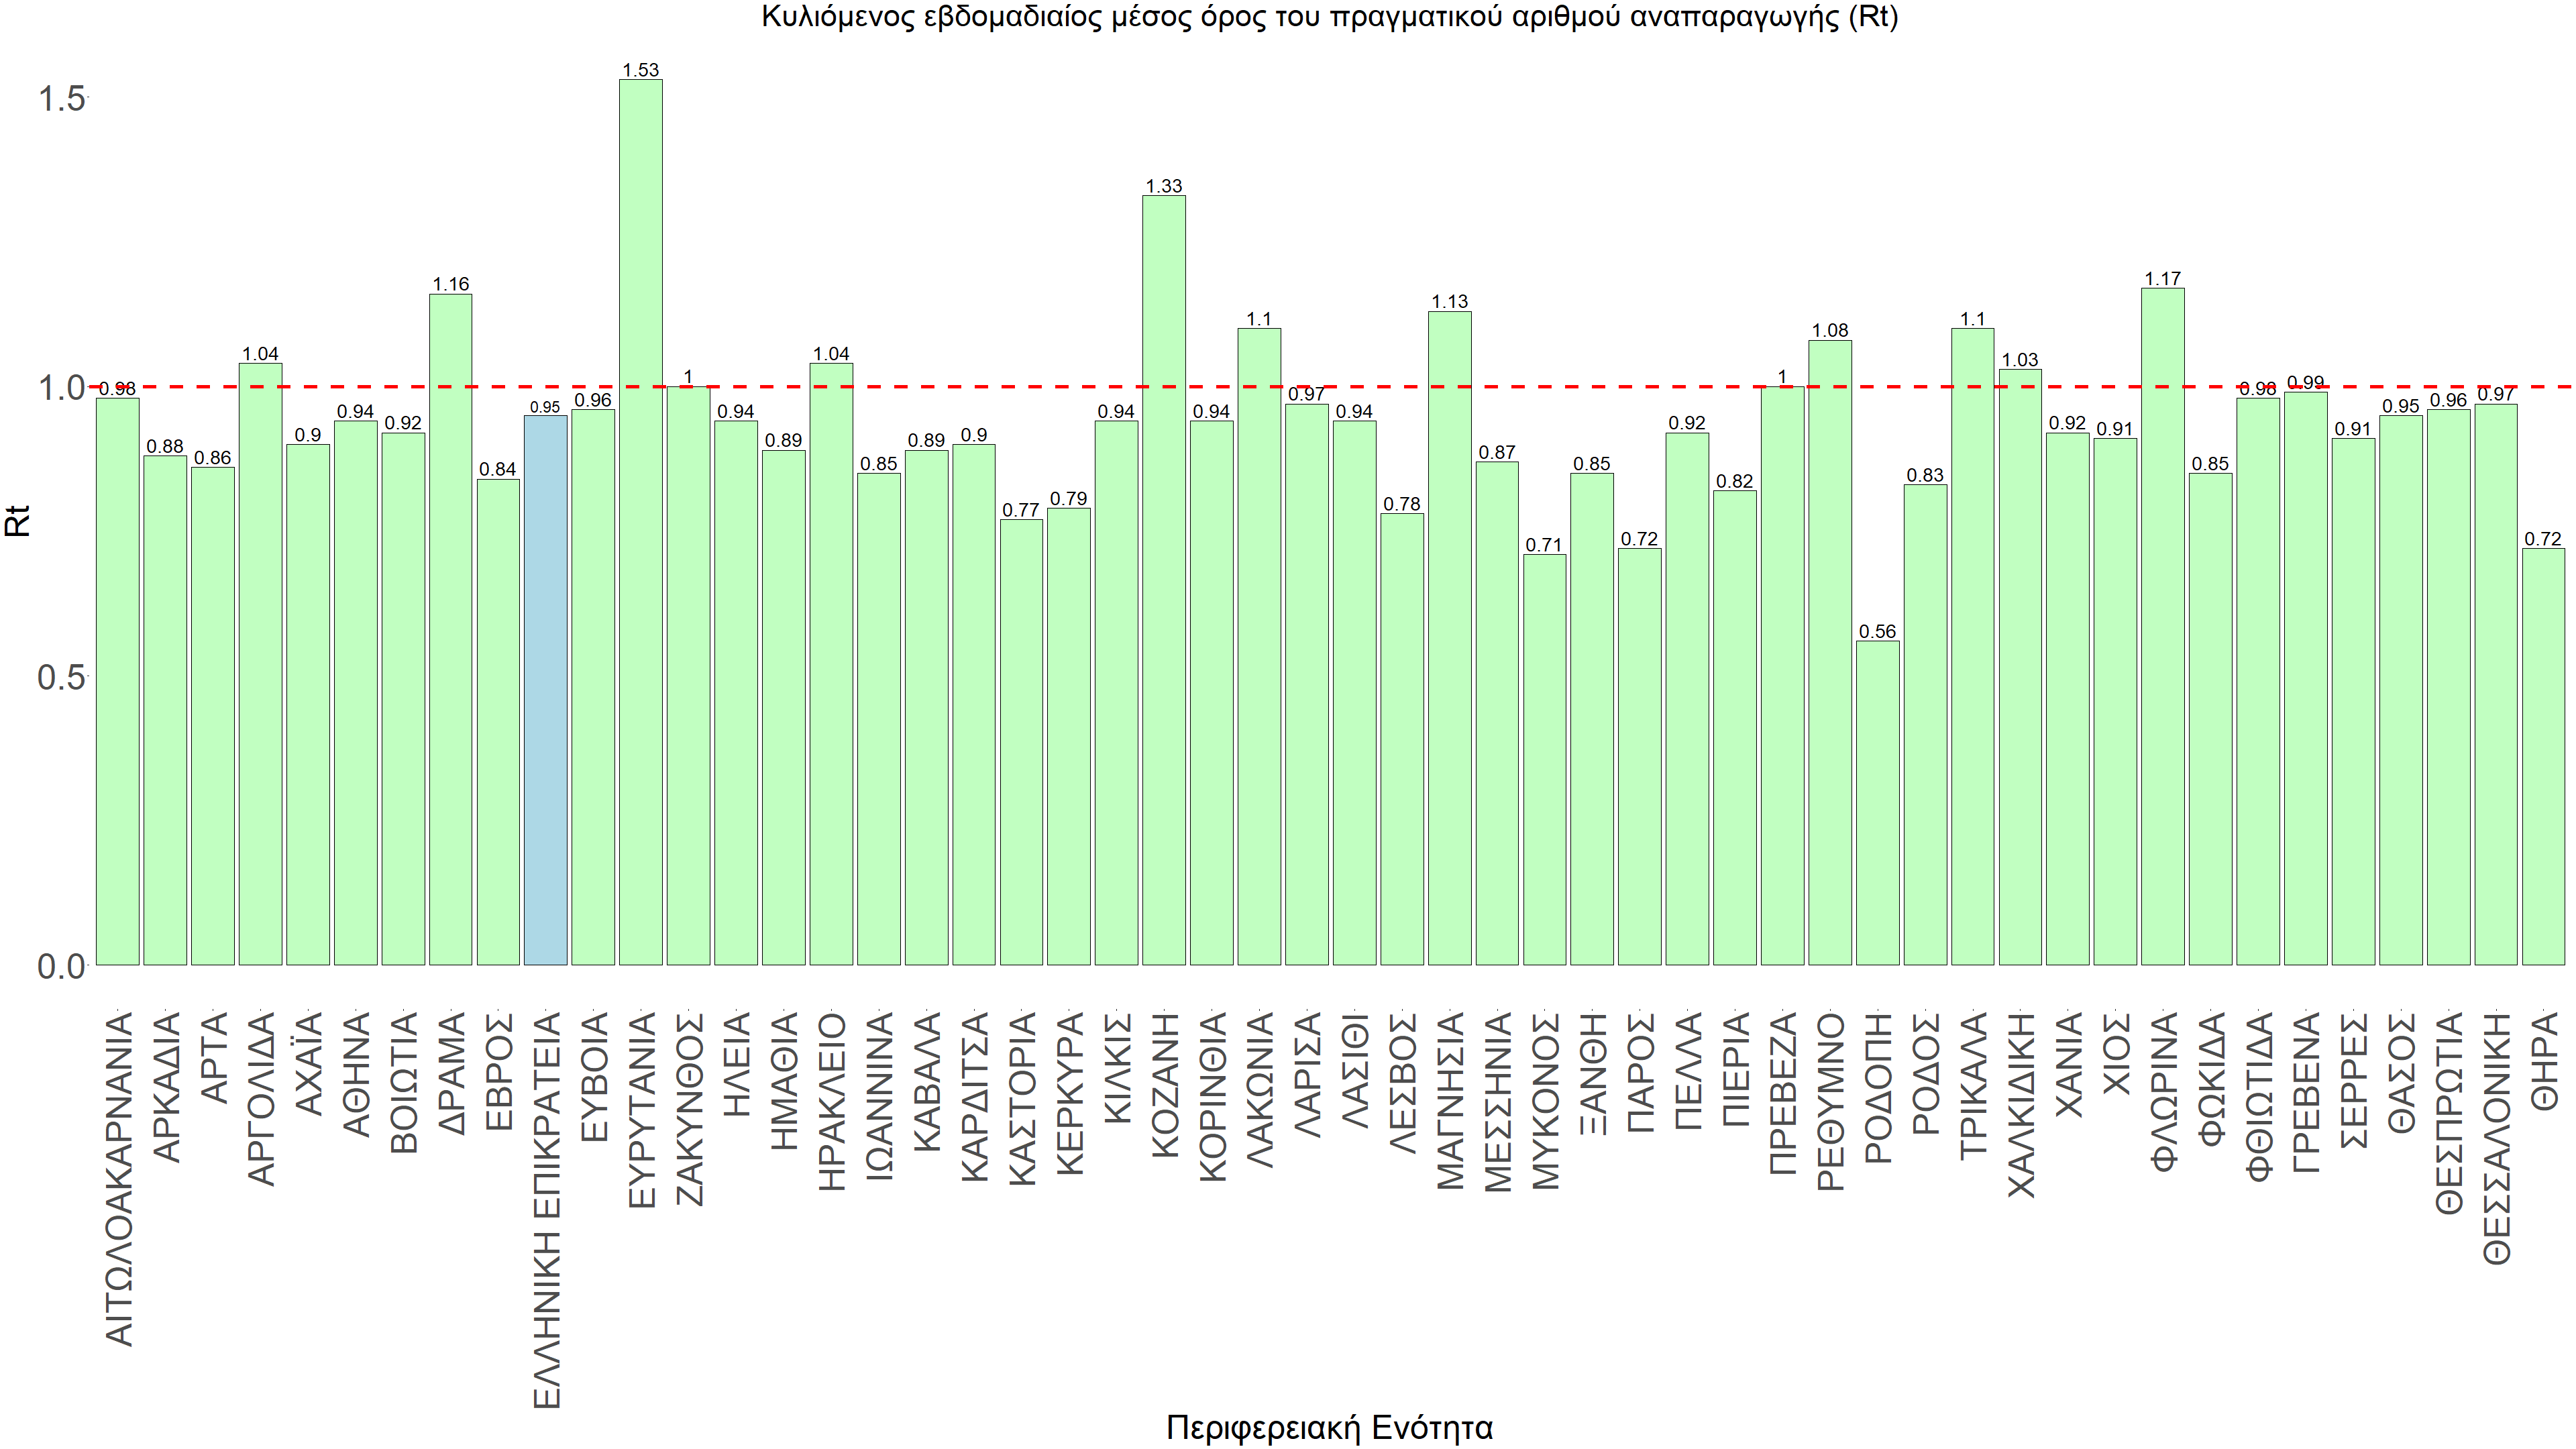 Κυλιόμενος εβδομαδιαίος μέσος όρος του πραγματικού αριθμού αναπαραγωγής (Rt)
1.5
1.0
0.5
0.0
Rt
0.98
0.88
0.86
1.04
0.9
0.94
0.92
1.16
0.84
0.95
0.96
1.53
1
0.94
0.89
1.04
0.85
0.89
0.9
0.77
0.79
0.94
1.33
0.94
1.1
0.97
0.94
0.78
1.13
0.87
0.71
0.85
0.72
0.92
0.82
1
1.08
0.56
0.83
1.1
1.03
0.92
0.91
1.17
0.85
0.98
0.99
0.91
0.95
0.96
0.97
0.72
ΑΙΤΩΛΟΑΚΑΡΝΑΝΙΑ
ΑΡΚΑΔΙΑ
ΑΡΤΑ
ΑΡΓΟΛΙΔΑ
ΑΧΑΪΑ
ΑΘΗΝΑ
ΒΟΙΩΤΙΑ
ΔΡΑΜΑ
ΕΒΡΟΣ
ΕΛΛΗΝΙΚΗ ΕΠΙΚΡΑΤΕΙΑ
ΕΥΒΟΙΑ
ΕΥΡΥΤΑΝΙΑ
ΖΑΚΥΝΘΟΣ
ΗΛΕΙΑ
ΗΜΑΘΙΑ
ΗΡΑΚΛΕΙΟ
ΙΩΑΝΝΙΝΑ
ΚΑΒΑΛΑ
ΚΑΡΔΙΤΣΑ
ΚΑΣΤΟΡΙΑ
ΚΕΡΚΥΡΑ
ΚΙΛΚΙΣ
ΚΟΖΑΝΗ
ΚΟΡΙΝΘΙΑ
ΛΑΚΩΝΙΑ
ΛΑΡΙΣΑ
ΛΑΣΙΘΙ
ΛΕΣΒΟΣ
ΜΑΓΝΗΣΙΑ
ΜΕΣΣΗΝΙΑ
ΜΥΚΟΝΟΣ
ΞΑΝΘΗ
ΠΑΡΟΣ
ΠΕΛΛΑ
ΠΙΕΡΙΑ
ΠΡΕΒΕΖΑ
ΡΕΘΥΜΝΟ
ΡΟΔΟΠΗ
ΡΟΔΟΣ
ΤΡΙΚΑΛΑ
ΧΑΛΚΙΔΙΚΗ
ΧΑΝΙΑ
ΧΙΟΣ
ΦΛΩΡΙΝΑ
ΦΩΚΙΔΑ
ΦΘΙΩΤΙΔΑ
ΓΡΕΒΕΝΑ
ΣΕΡΡΕΣ
ΘΑΣΟΣ
ΘΕΣΠΡΩΤΙΑ
ΘΕΣΣΑΛΟΝΙΚΗ
ΘΗΡΑ
Περιφερειακή Ενότητα